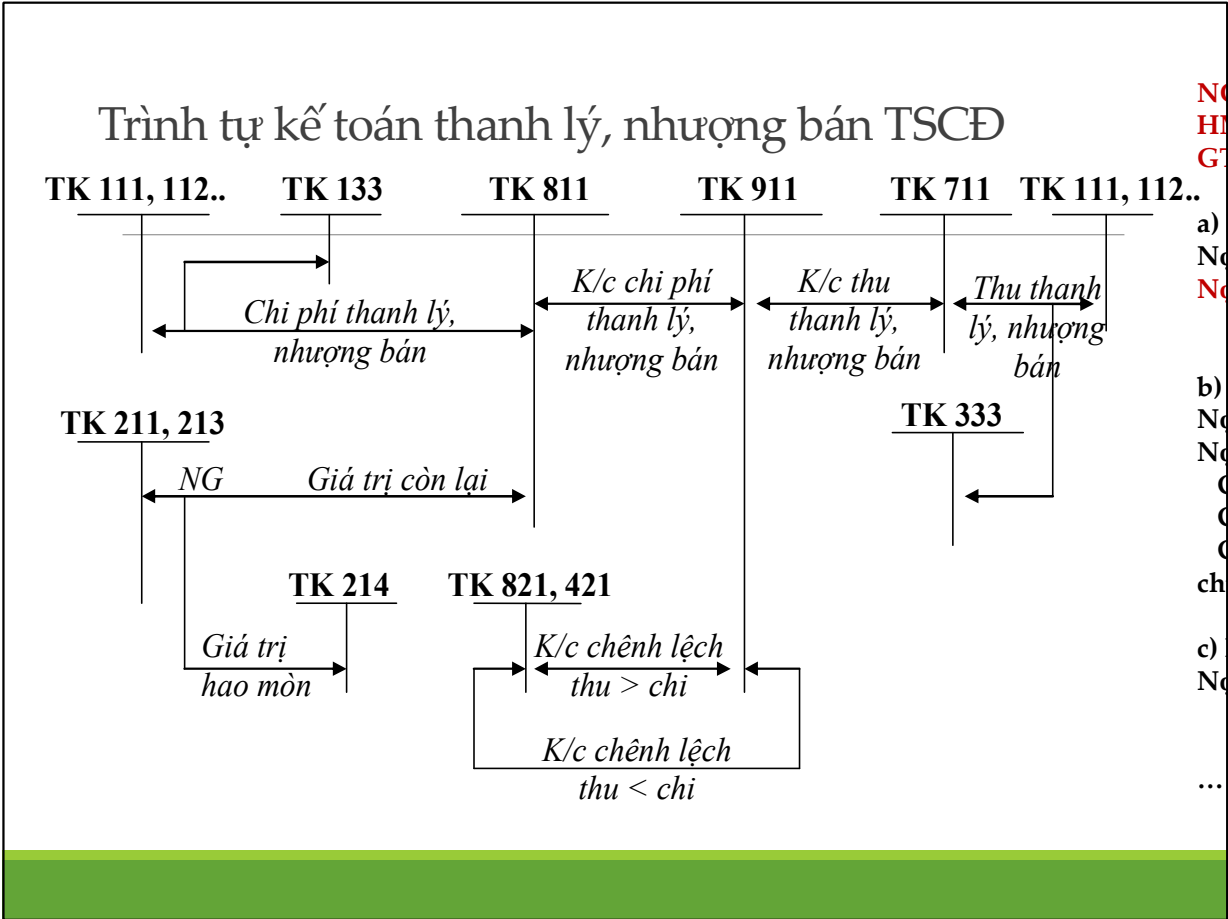 Trình tự kế toán thanh lý, nhượng bán TSCĐ
TK 111, 112..
TK 133
TK 811
TK 911
TK 711
TK 111, 112..
Chi phí thanh lý,
nhượng bán
K/c chi phí
thanh lý,
nhượng bán
K/c thu
thanh lý,
nhượng bán
Thu thanh
lý, nhượng
bán
TK 211, 213
TK 333
NG
Giá trị còn lại
TK 214
TK 821, 421
Giá trị
hao mòn
K/c chênh lệch
thu > chi
K/c chênh lệch
thu < chi
a)
b)
c)
...